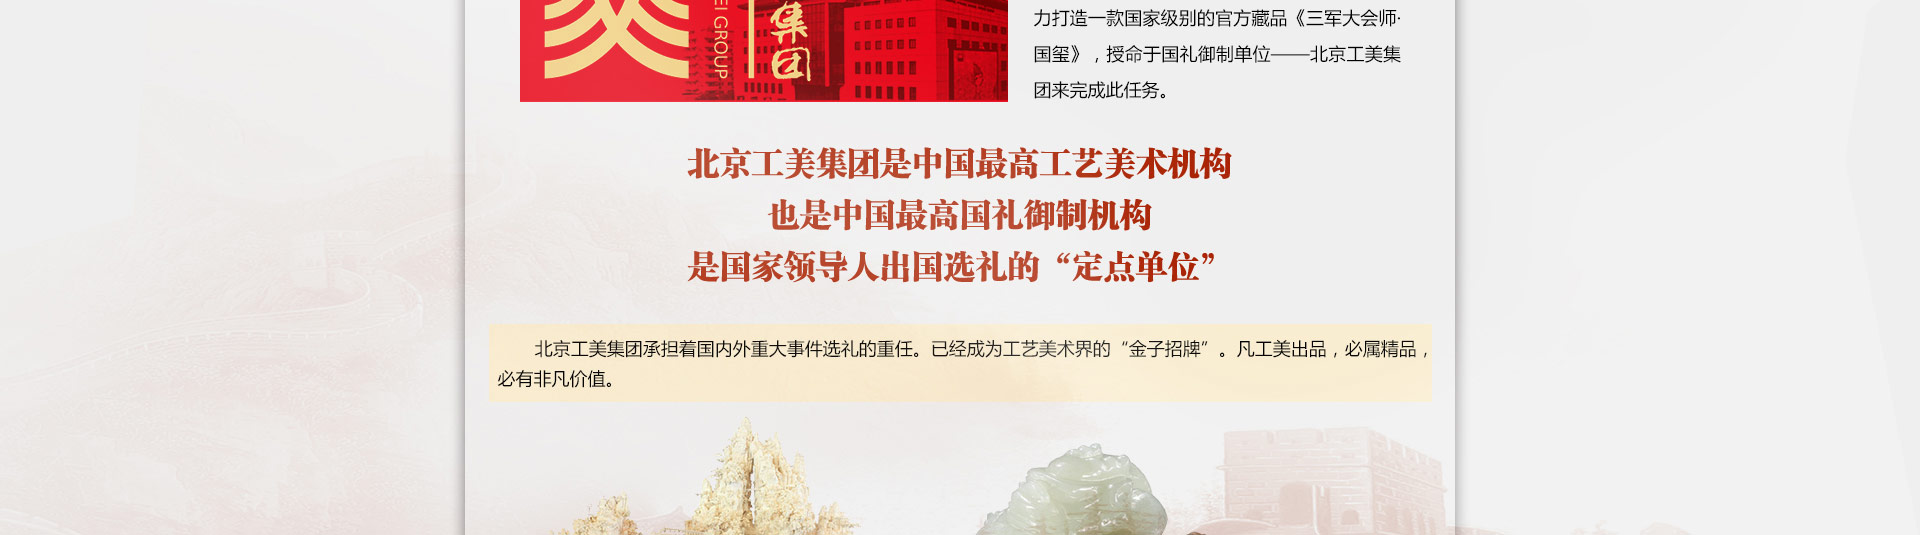 EI GROUP
集团
力打造一款国家级别的官方藏品《三军大会师·
国玺》，授命于国礼御制单位——北京工美集
团来完成此任务。
北京工美集团是中国最高工艺美术机构
也是中国最高国礼御制机构
是国家领导人出国选礼的“定点单位”
北京工美集团承担着国内外重大事件选礼的重任。已经成为工艺美术界的“金子招牌”。凡工美出品，必属精品，
必有非凡价值。